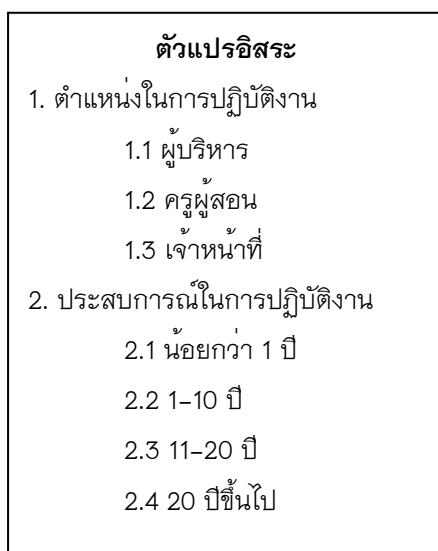 ตัวแปรอิสระ
1. ตำแหน่งในการปฏิบัติงาน
1.1 ผู้บริหาร
1.2 ครูผู้สอน
1.3 เจ้าหน้าที่
2. ประสบการณ์ในการปฏิบัติงาน
2.1 น้อยกว่า 1 ปี
2.2 1–10 ปี
2.3 11–20 ปี
2.4 20 ปีขึ้นไป